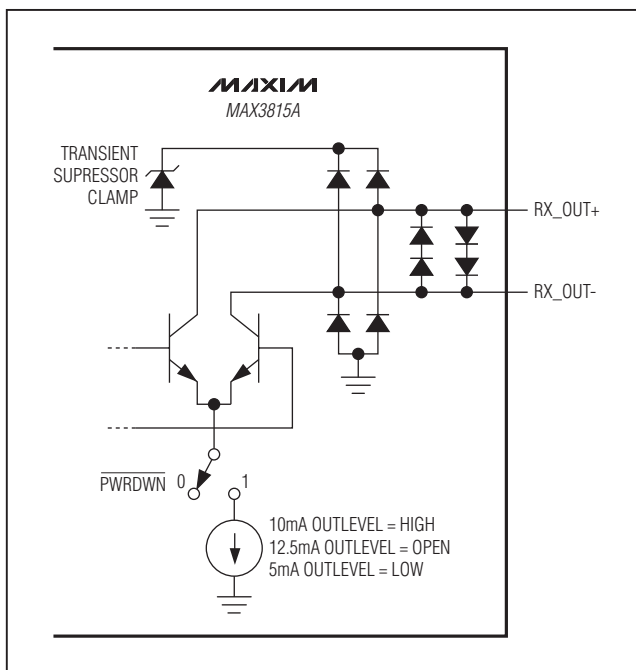 MAXIM
MAX3815A
TRANSIENT
SUPRESSOR
CLAMP
RX_OUT+
RX_OUT-
PWRDWN 0 1
10mA OUTLEVEL = HIGH
12.5mA OUTLEVEL = OPEN
5mA OUTLEVEL = LOW